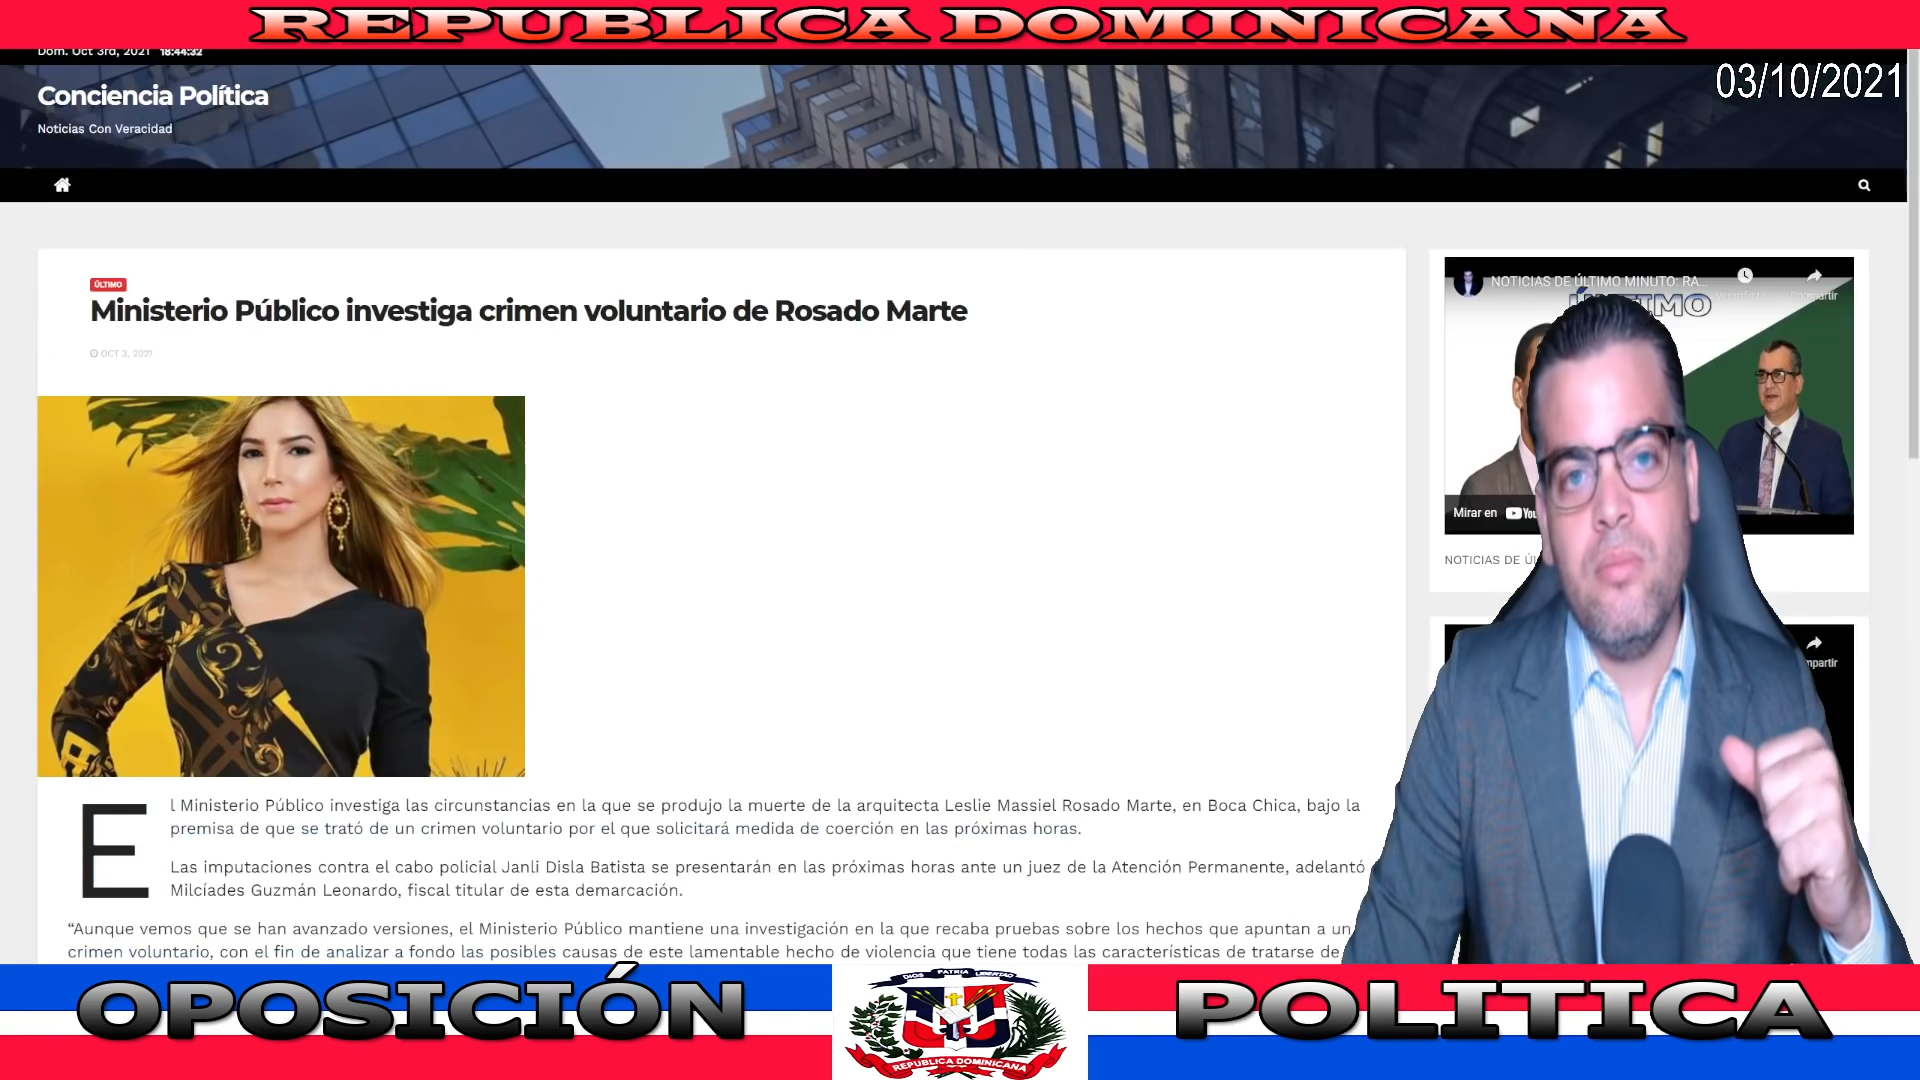 REPUBLICA DOMINICANA
Dom. Oct 3rd, 2021 18:44:32
03/10/2021
Conciencia Política
Noticias Con Veracidad
ÚLTIMO
Ministerio Público investiga crimen voluntario de Rosado Marte
OCT 3, 2021
NOTICIAS DE ÚLTIMO MINUTO: RA...
Mirar en YouT
NOTICIAS DE ÚL
El Ministerio Público investiga las circunstancias en la que se produjo la muerte de la arquitecta Leslie Massiel Rosado Marte, en Boca Chica, bajo la
premisa de que se trató de un crimen voluntario por el que solicitará medida de coerción en las próximas horas.
Las imputaciones contra el cabo policial Janli Disla Batista se presentarán en las próximas horas ante un juez de la Atención Permanente, adelantó
Milcíades Guzmán Leonardo, fiscal titular de esta demarcación.
“Aunque vemos que se han avanzado versiones, el Ministerio Público mantiene una investigación en la que recaba pruebas sobre los hechos que apuntan a un
crimen voluntario, con el fin de analizar a fondo las posibles causas de este lamentable hecho de violencia que tiene todas las características de tratarse de
OPOSICIÓN
DIOS PATRIA LIBERTAD
REPUBLICA DOMINICANA
POLITICA